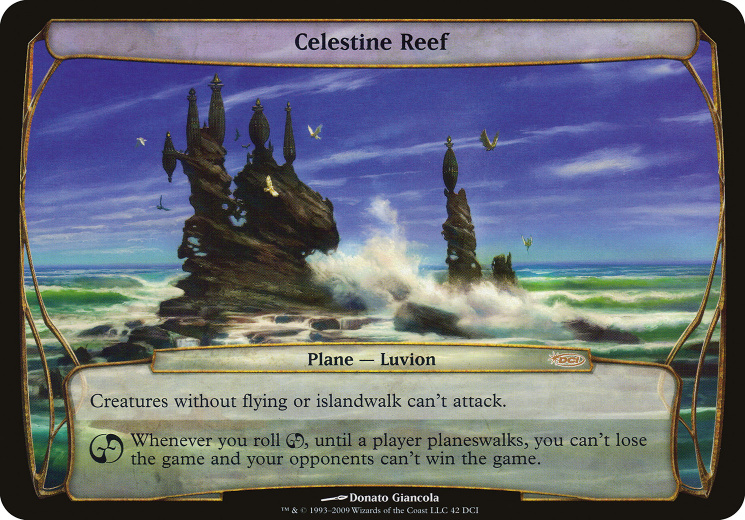 Celestine Reef
Plane — Luvion
DCI
Creatures without flying or islandwalk can't attack.
Whenever you roll , until a player planeswalks, you can't lose
the game and your opponents can't win the game.
Donato Giancola
™ & © 1993–2009 Wizards of the Coast LLC 42 DCI